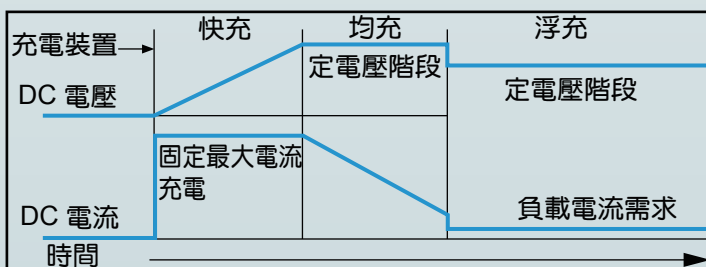 快充
均充
浮充
充電裝置
定電壓階段
DC 電壓
定電壓階段
固定最大電流
充電
DC 電流
負載電流需求
時間